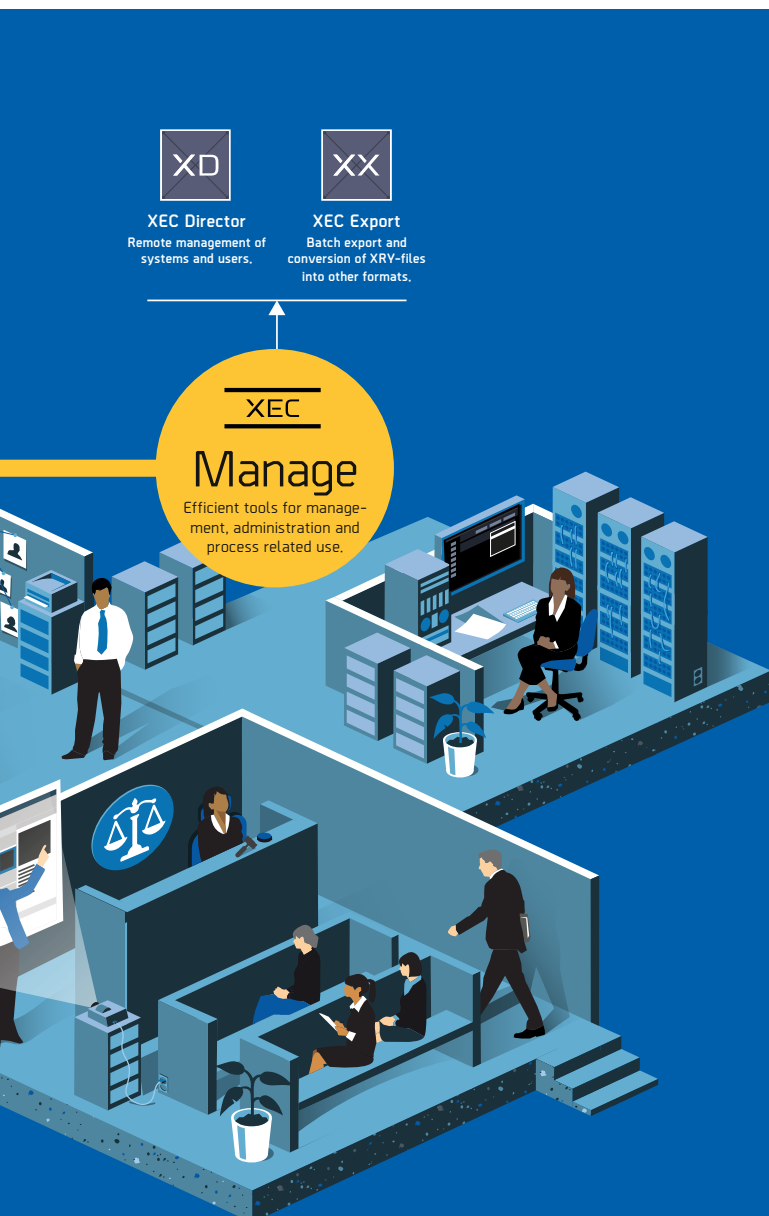 XD
XX
XEC Director
XEC Export
Remote management of
systems and users.
Batch export and
conversion of XRY-files
into other formats.
XEC
Manage
Efficient tools for manage-
ment, administration and
process related use.